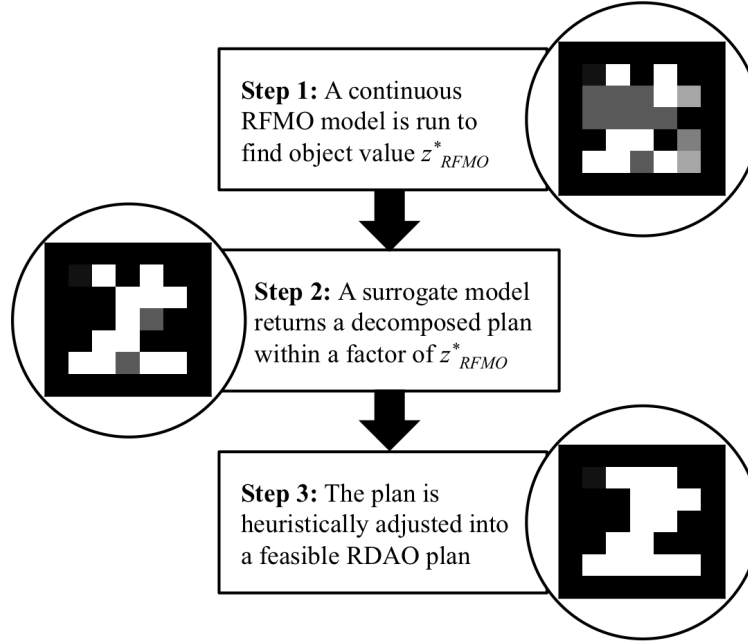 Step 1: A continuous
RFMO model is run to
find object value z*RFMO
Step 2: A surrogate model
returns a decomposed plan
within a factor of z*RFMO
Step 3: The plan is
heuristically adjusted into
a feasible RDAO plan